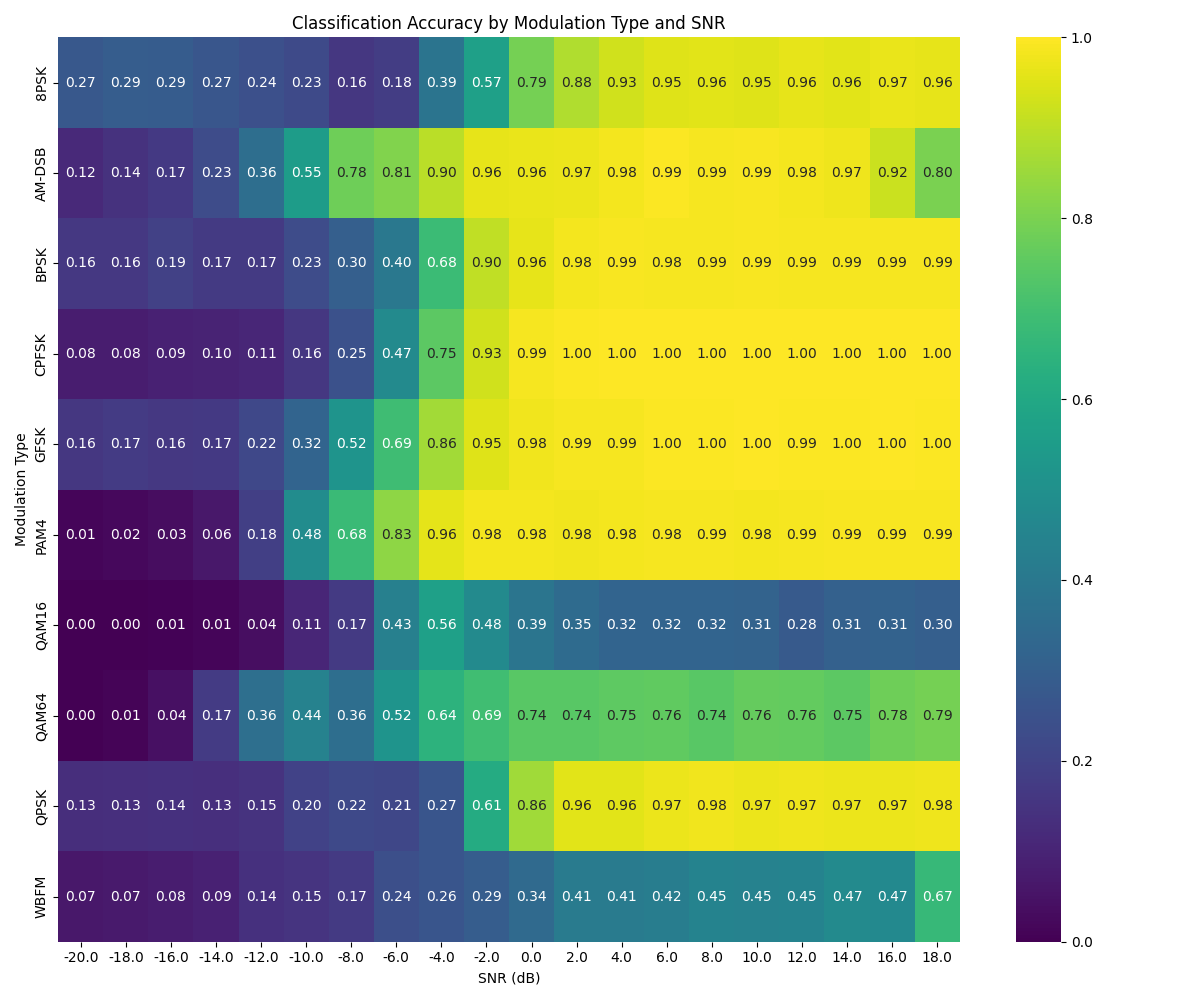 Classification Accuracy by Modulation Type and SNR
Modulation Type
8PSK 0.27 0.29 0.29 0.27 0.24 0.23 0.16 0.18 0.39 0.57 0.79 0.88 0.93 0.95 0.96 0.95 0.96 0.96 0.97 0.96
AM-DSB 0.12 0.14 0.17 0.23 0.36 0.55 0.78 0.81 0.90 0.96 0.96 0.97 0.98 0.99 0.99 0.99 0.98 0.97 0.92 0.80
BPSK 0.16 0.16 0.19 0.17 0.17 0.23 0.30 0.40 0.68 0.90 0.96 0.98 0.99 0.98 0.99 0.99 0.99 0.99 0.99 0.99
CPFSK 0.08 0.08 0.09 0.10 0.11 0.16 0.25 0.47 0.75 0.93 0.99 1.00 1.00 1.00 1.00 1.00 1.00 1.00 1.00 1.00
GFSK 0.16 0.17 0.16 0.17 0.22 0.32 0.52 0.69 0.86 0.95 0.98 0.99 0.99 1.00 1.00 1.00 0.99 1.00 1.00 1.00
PAM4 0.01 0.02 0.03 0.06 0.18 0.48 0.68 0.83 0.96 0.98 0.98 0.98 0.98 0.98 0.99 0.98 0.99 0.99 0.99 0.99
QAM16 0.00 0.00 0.01 0.01 0.04 0.11 0.17 0.43 0.56 0.48 0.39 0.35 0.32 0.32 0.32 0.31 0.28 0.31 0.31 0.30
QAM64 0.00 0.01 0.04 0.17 0.36 0.44 0.36 0.52 0.64 0.69 0.74 0.74 0.75 0.76 0.74 0.76 0.76 0.75 0.78 0.79
QPSK 0.13 0.13 0.14 0.13 0.15 0.20 0.22 0.21 0.27 0.61 0.86 0.96 0.96 0.97 0.98 0.97 0.97 0.97 0.97 0.98
WBFM 0.07 0.07 0.08 0.09 0.14 0.15 0.17 0.24 0.26 0.29 0.34 0.41 0.41 0.42 0.45 0.45 0.45 0.47 0.47 0.67
-20.0 -18.0 -16.0 -14.0 -12.0 -10.0 -8.0 -6.0 -4.0 -2.0 0.0 2.0 4.0 6.0 8.0 10.0 12.0 14.0 16.0 18.0
SNR (dB)
1.0
0.8
0.6
0.4
0.2
0.0